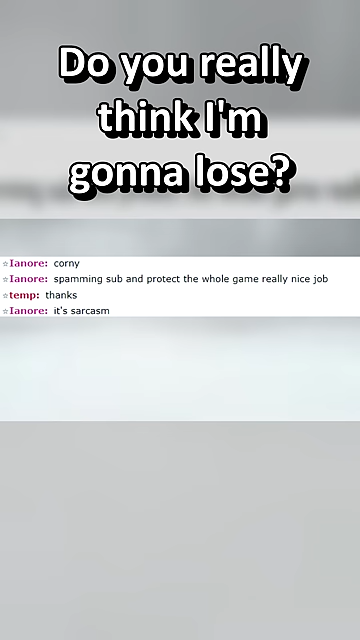 Do you really
think I'm
gonna lose?
☆Ianore: corny
☆Ianore: spamming sub and protect the whole game really nice job
☆temp: thanks
☆Ianore: it's sarcasm